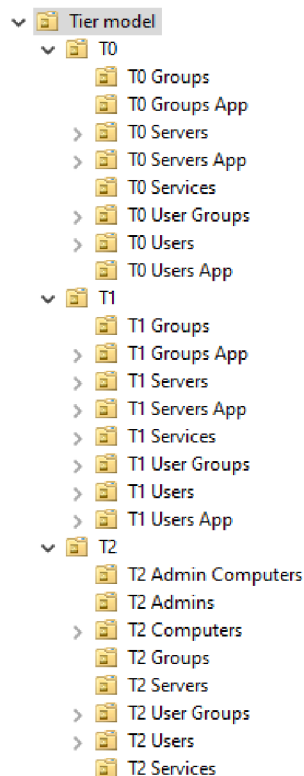 Tier model
T0
T0 Groups
T0 Groups App
T0 Servers
T0 Servers App
T0 Services
T0 User Groups
T0 Users
T0 Users App
T1
T1 Groups
T1 Groups App
T1 Servers
T1 Servers App
T1 Services
T1 User Groups
T1 Users
T1 Users App
T2
T2 Admin Computers
T2 Admins
T2 Computers
T2 Groups
T2 Servers
T2 User Groups
T2 Users
T2 Services